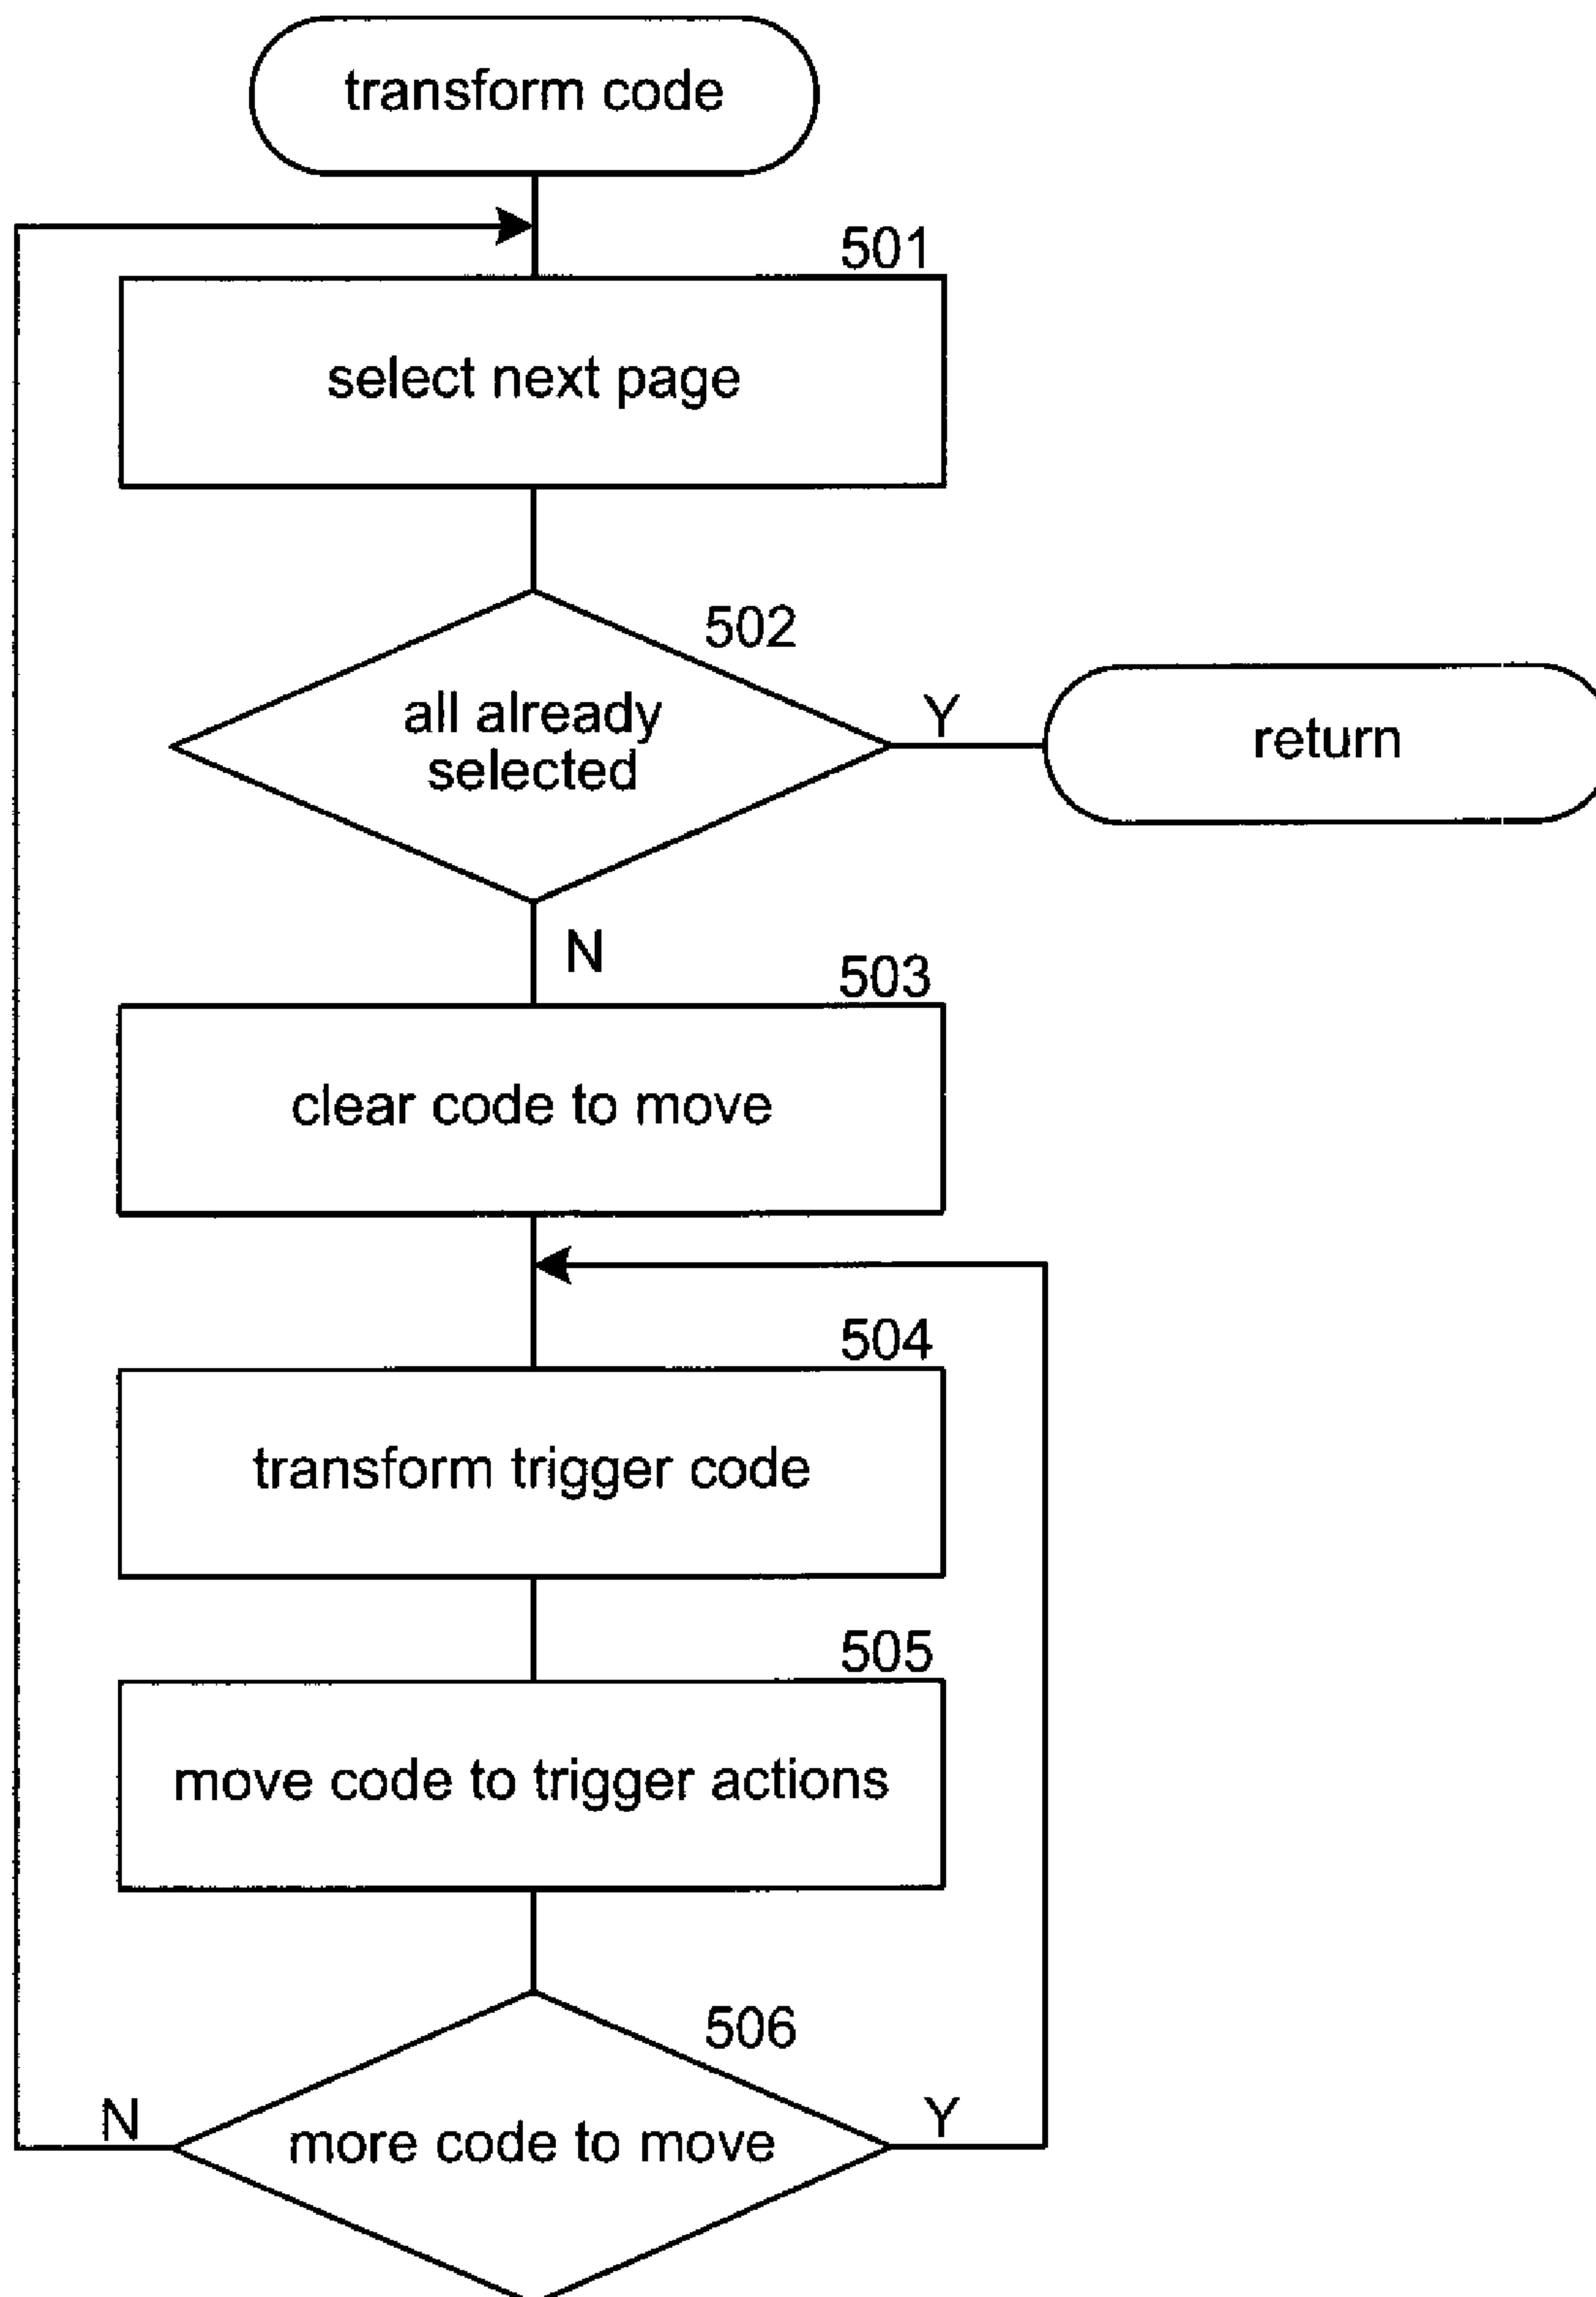 transform code
501
select next page
502
all already
selected
Y
return
N
503
clear code to move
504
transform trigger code
505
move code to trigger actions
506
N
more code to move
Y